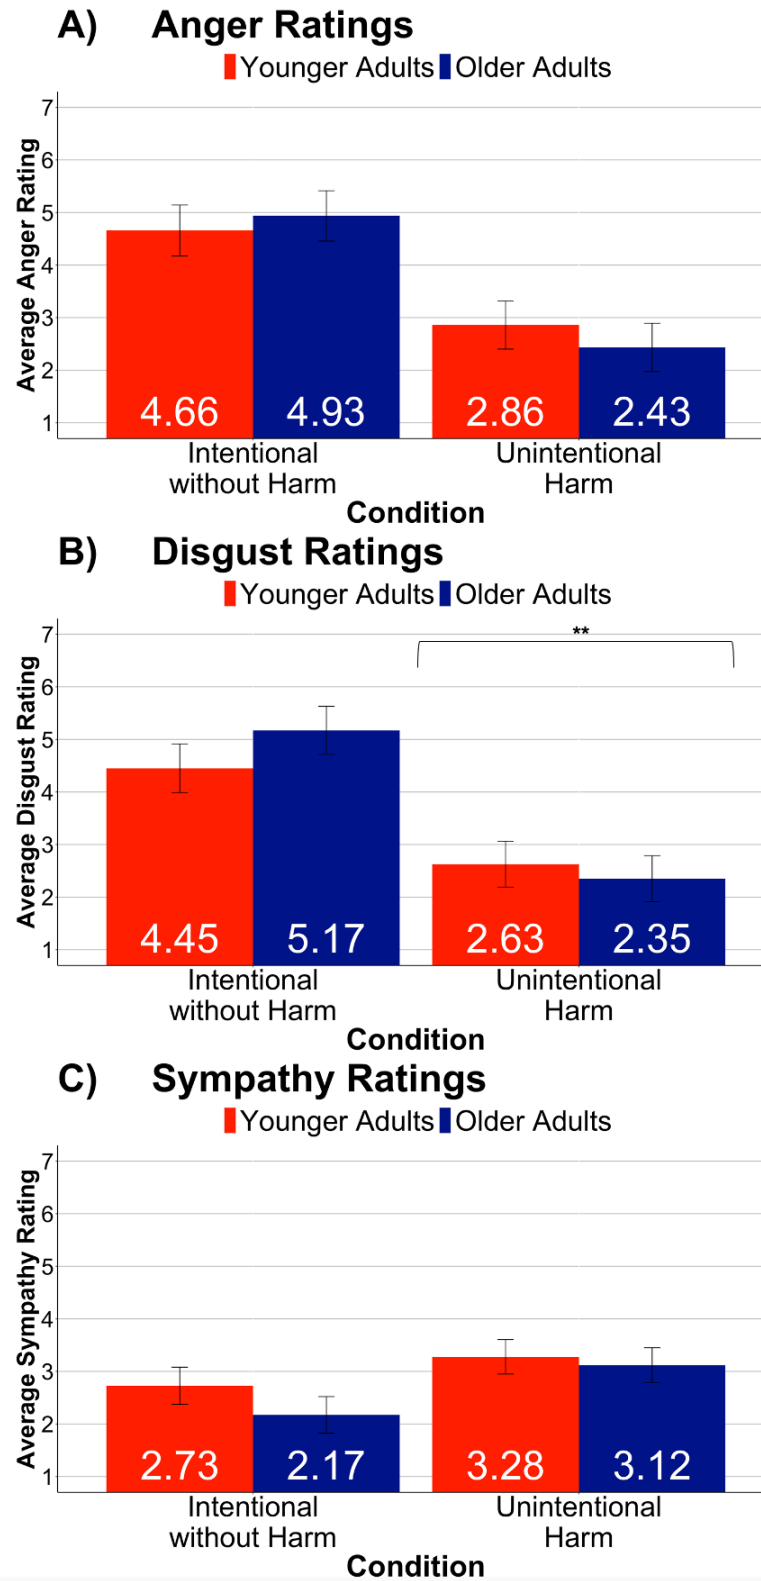 A) Anger Ratings
Younger Adults Older Adults
Average Anger Rating
7
6
5
4
3
2
1
4.66 4.93 2.86 2.43
Intentional without Harm
Unintentional Harm
Condition
B) Disgust Ratings
Younger Adults Older Adults
Average Disgust Rating
7
**
6
5
4
3
2
1
4.45 5.17 2.63 2.35
Intentional without Harm
Unintentional Harm
Condition
C) Sympathy Ratings
Younger Adults Older Adults
Average Sympathy Rating
7
6
5
4
3
2
1
2.73 2.17 3.28 3.12
Intentional without Harm
Unintentional Harm
Condition